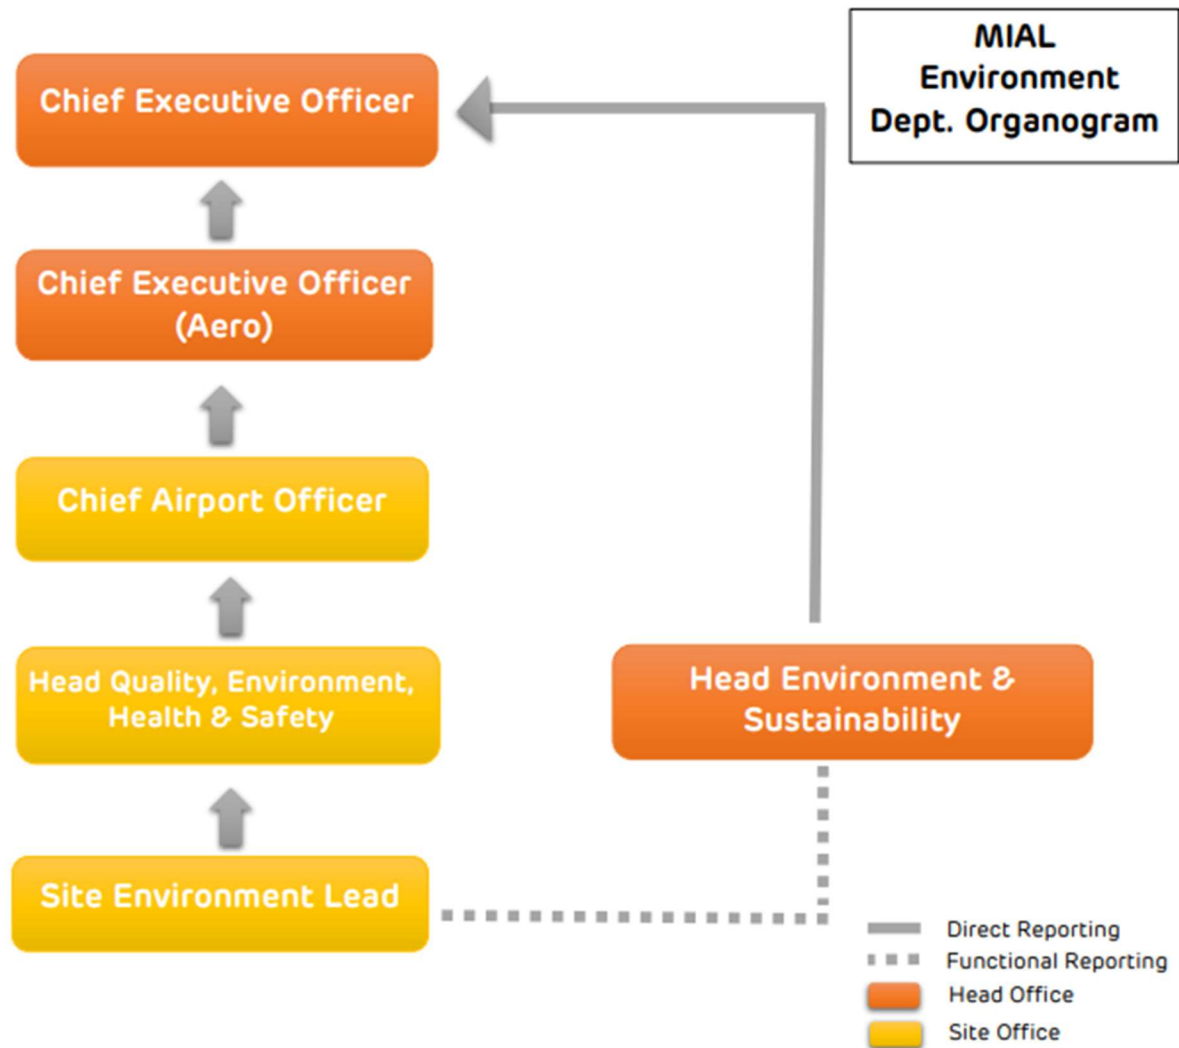 MIAL
Environment
Dept. Organogram
Chief Executive Officer
Chief Executive Officer
(Aero)
Chief Airport Officer
Head Quality, Environment,
Health & Safety
Head Environment &
Sustainability
Site Environment Lead
Direct Reporting
Functional Reporting
Head Office
Site Office